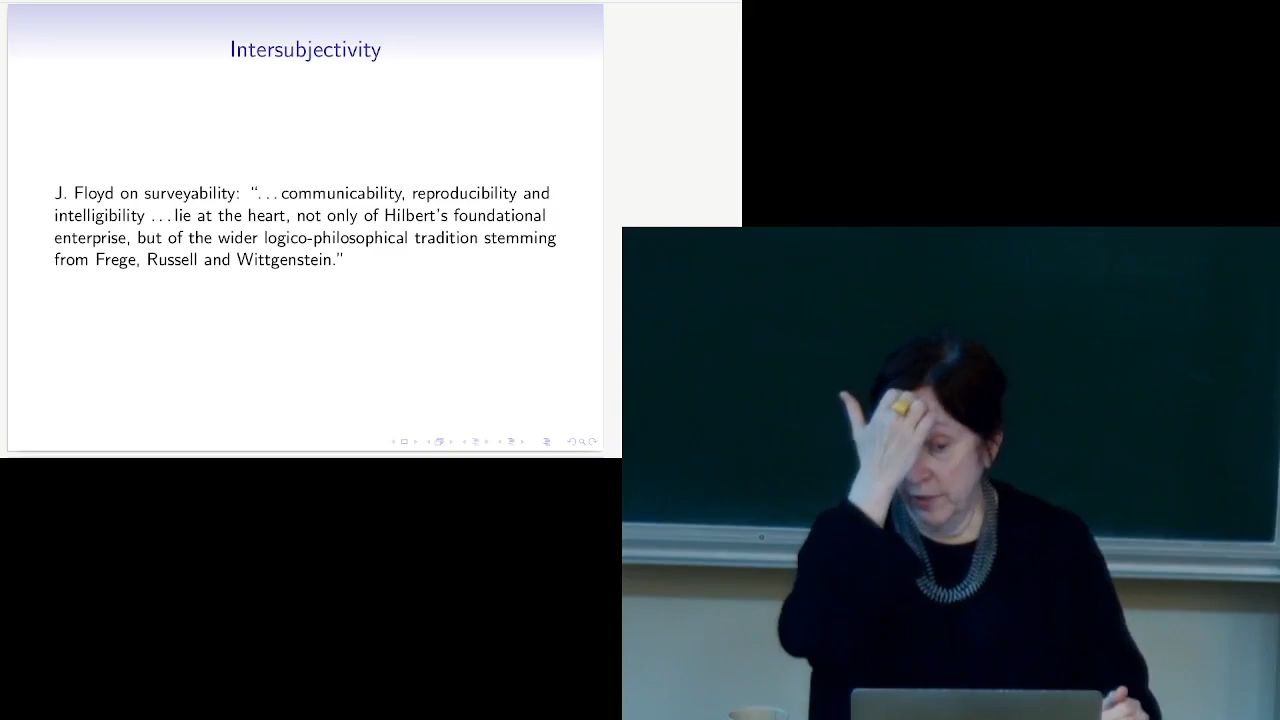 Intersubjectivity
J. Floyd on surveyability: “...communicability, reproducibility and
intelligibility ...lie at the heart, not only of Hilbert’s foundational
enterprise, but of the wider logico-philosophical tradition stemming
from Frege, Russell and Wittgenstein.”